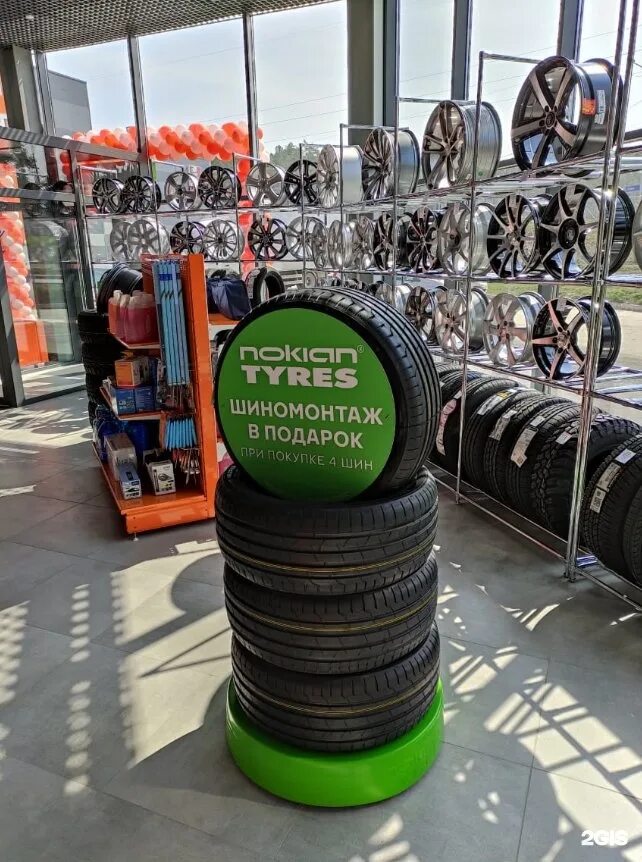 nokian®
TYRES
ШИНОМОНТАЖ
В ПОДАРОК
ПРИ ПОКУПКЕ 4 ШИН
2GIS